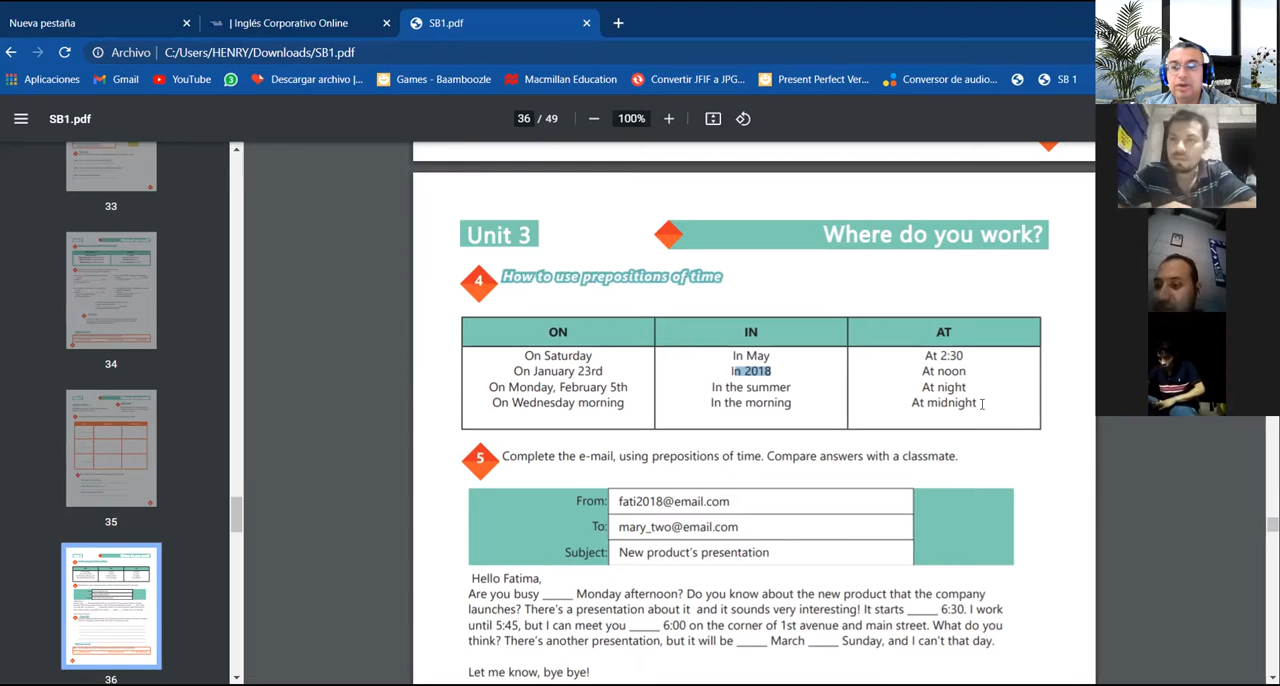 Nueva pestaña
| Inglés Corporativo Online
SB1.pdf
Archivo
C:/Users/HENRY/Downloads/SB1.pdf
Aplicaciones
Gmail
YouTube
3
Descargar archivo |...
Games - Baamboozle
Macmillan Education
Convertir JFIF a JPG...
Present Perfect Ver...
Conversor de audio...
SB 1
SB1.pdf
36 / 49
100%
33
34
35
36
Unit 3
Where do you work?
4
How to use prepositions of time
ON
IN
AT
On Saturday
In May
At 2:30
On January 23rd
In 2018
At noon
On Monday, February 5th
In the summer
At night
On Wednesday morning
In the morning
At midnight
5
Complete the e-mail, using prepositions of time. Compare answers with a classmate.
From:
fati2018@email.com
To:
mary_two@email.com
Subject:
New product's presentation
Hello Fatima,
Are you busy _____ Monday afternoon? Do you know about the new product that the company
launches? There's a presentation about it and it sounds very interesting! It starts _____ 6:30. I work
until 5:45, but I can meet you _____ 6:00 on the corner of 1st avenue and main street. What do you
think? There's another presentation, but it will be _____ March _____ Sunday, and I can't that day.
Let me know, bye bye!